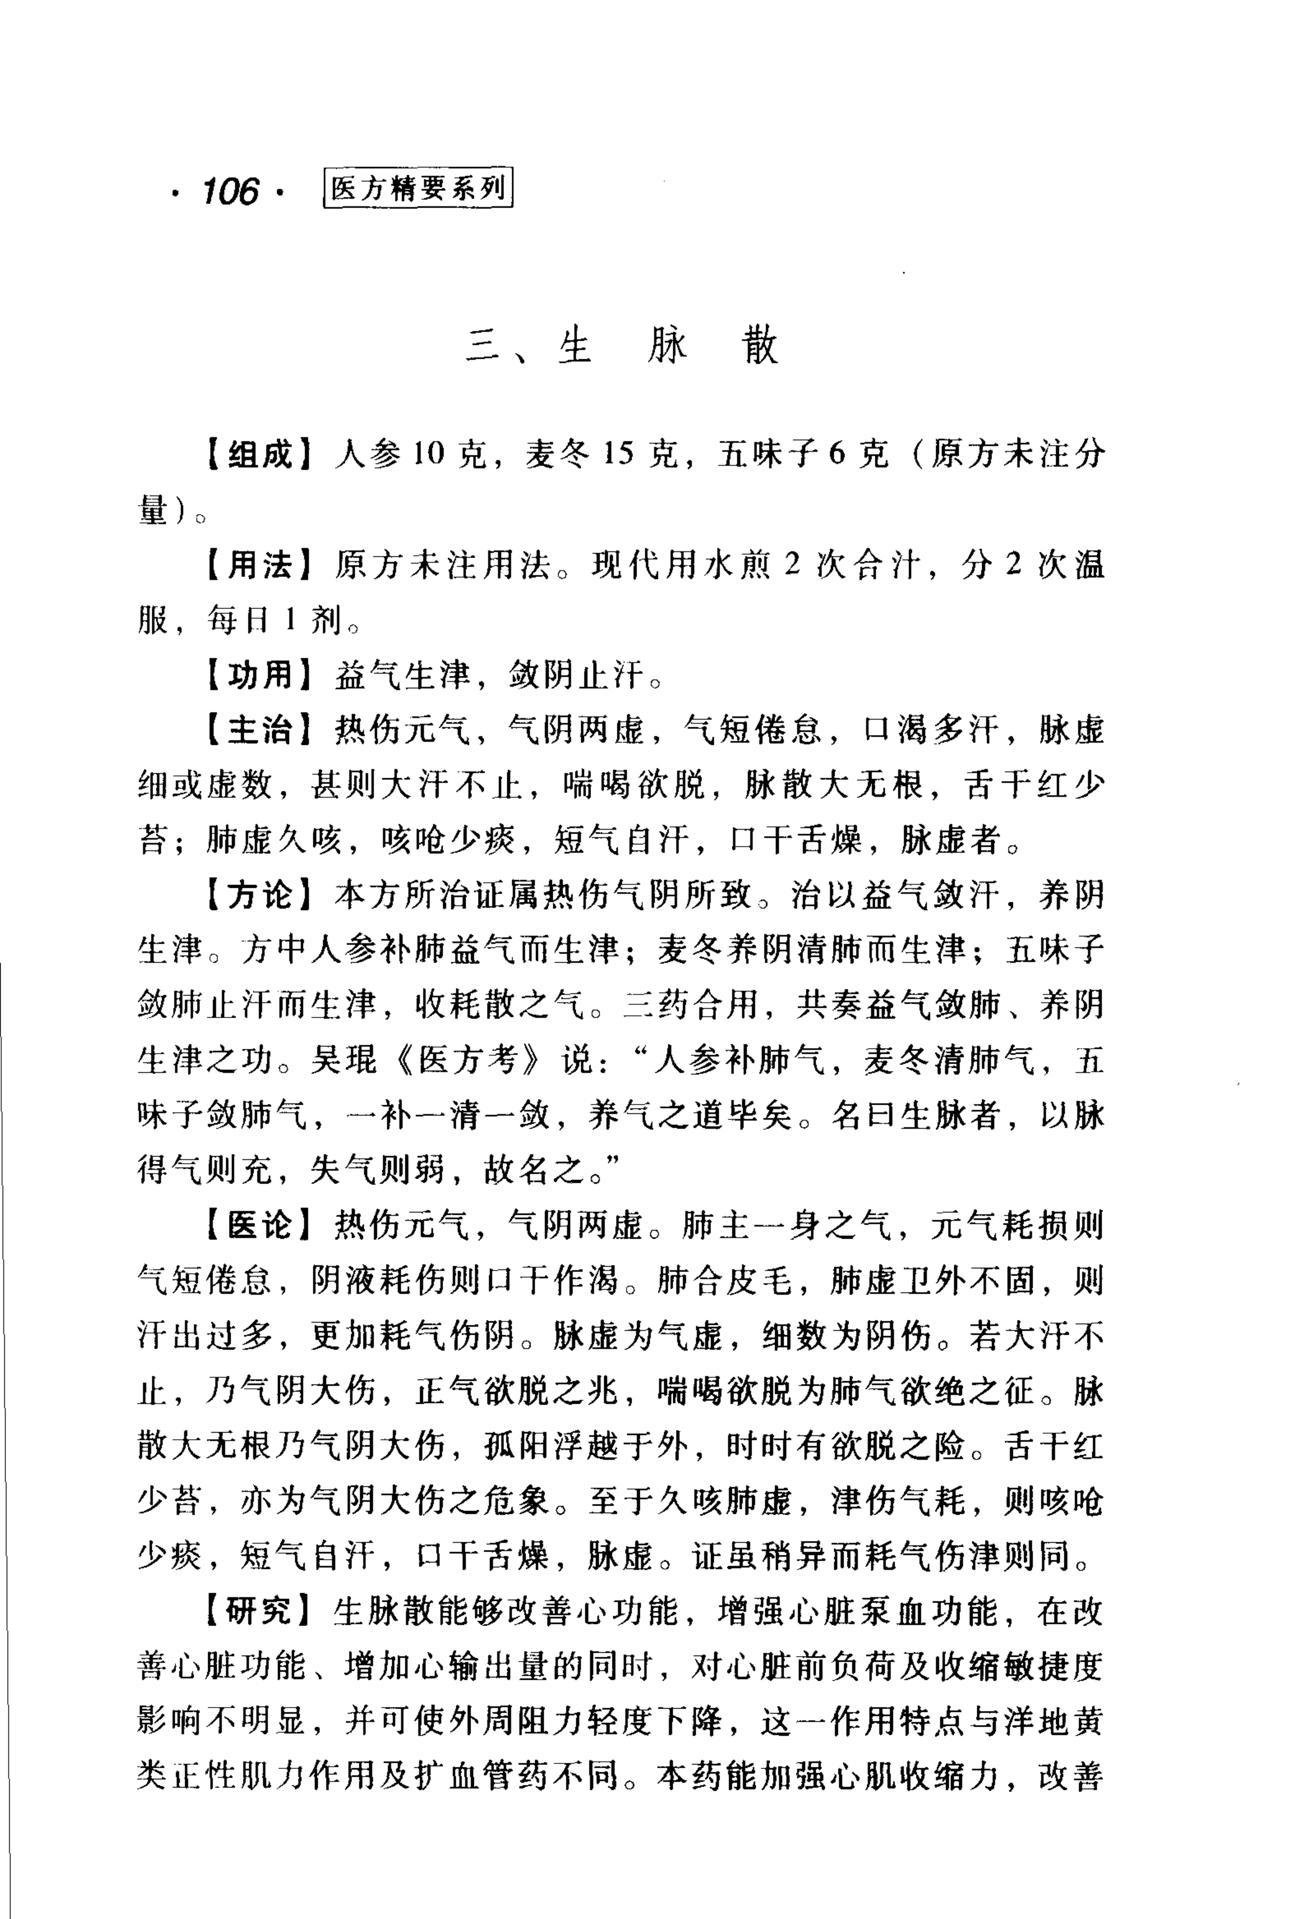 ·106· 医方精要系列
三、生脉散
【组成】人参10克，麦冬15克，五味子6克（原方未注分
量）。
【用法】原方未注用法。现代用水煎2次合汁，分2次温
服，每日1剂。
【功用】益气生津，敛阴止汗。
【主治】热伤元气，气阴两虚，气短倦怠，口渴多汗，脉虚
细或虚数，甚则大汗不止，喘喝欲脱，脉散大无根，舌干红少
苔；肺虚久咳，咳呛少痰，短气自汗，口干舌燥，脉虚者。
【方论】本方所治证属热伤气阴所致。治以益气敛汗，养阴
生津。方中人参补肺益气而生津；麦冬养阴清肺而生津；五味子
敛肺止汗而生津，收耗散之气。三药合用，共奏益气敛肺、养阴
生津之功。吴琨《医方考》说：“人参补肺气，麦冬清肺气，五
味子敛肺气，一补一清一敛，养气之道毕矣。名曰生脉者，以脉
得气则充，失气则弱，故名之。”
【医论】热伤元气，气阴两虚。肺主一身之气，元气耗损则
气短倦怠，阴液耗伤则口干作渴。肺合皮毛，肺虚卫外不固，则
汗出过多，更加耗气伤阴。脉虚为气虚，细数为阴伤。若大汗不
止，乃气阴大伤，正气欲脱之兆，喘喝欲脱为肺气欲绝之征。脉
散大无根乃气阴大伤，孤阳浮越于外，时时有欲脱之险。舌干红
少苔，亦为气阴大伤之危象。至于久咳肺虚，津伤气耗，则咳呛
少痰，短气自汗，口干舌燥，脉虚。证虽稍异而耗气伤津则同。
【研究】生脉散能够改善心功能，增强心脏泵血功能，在改
善心脏功能、增加心输出量的同时，对心脏前负荷及收缩敏捷度
影响不明显，并可使外周阻力轻度下降，这一作用特点与洋地黄
类正性肌力作用及扩血管药不同。本药能加强心肌收缩力，改善